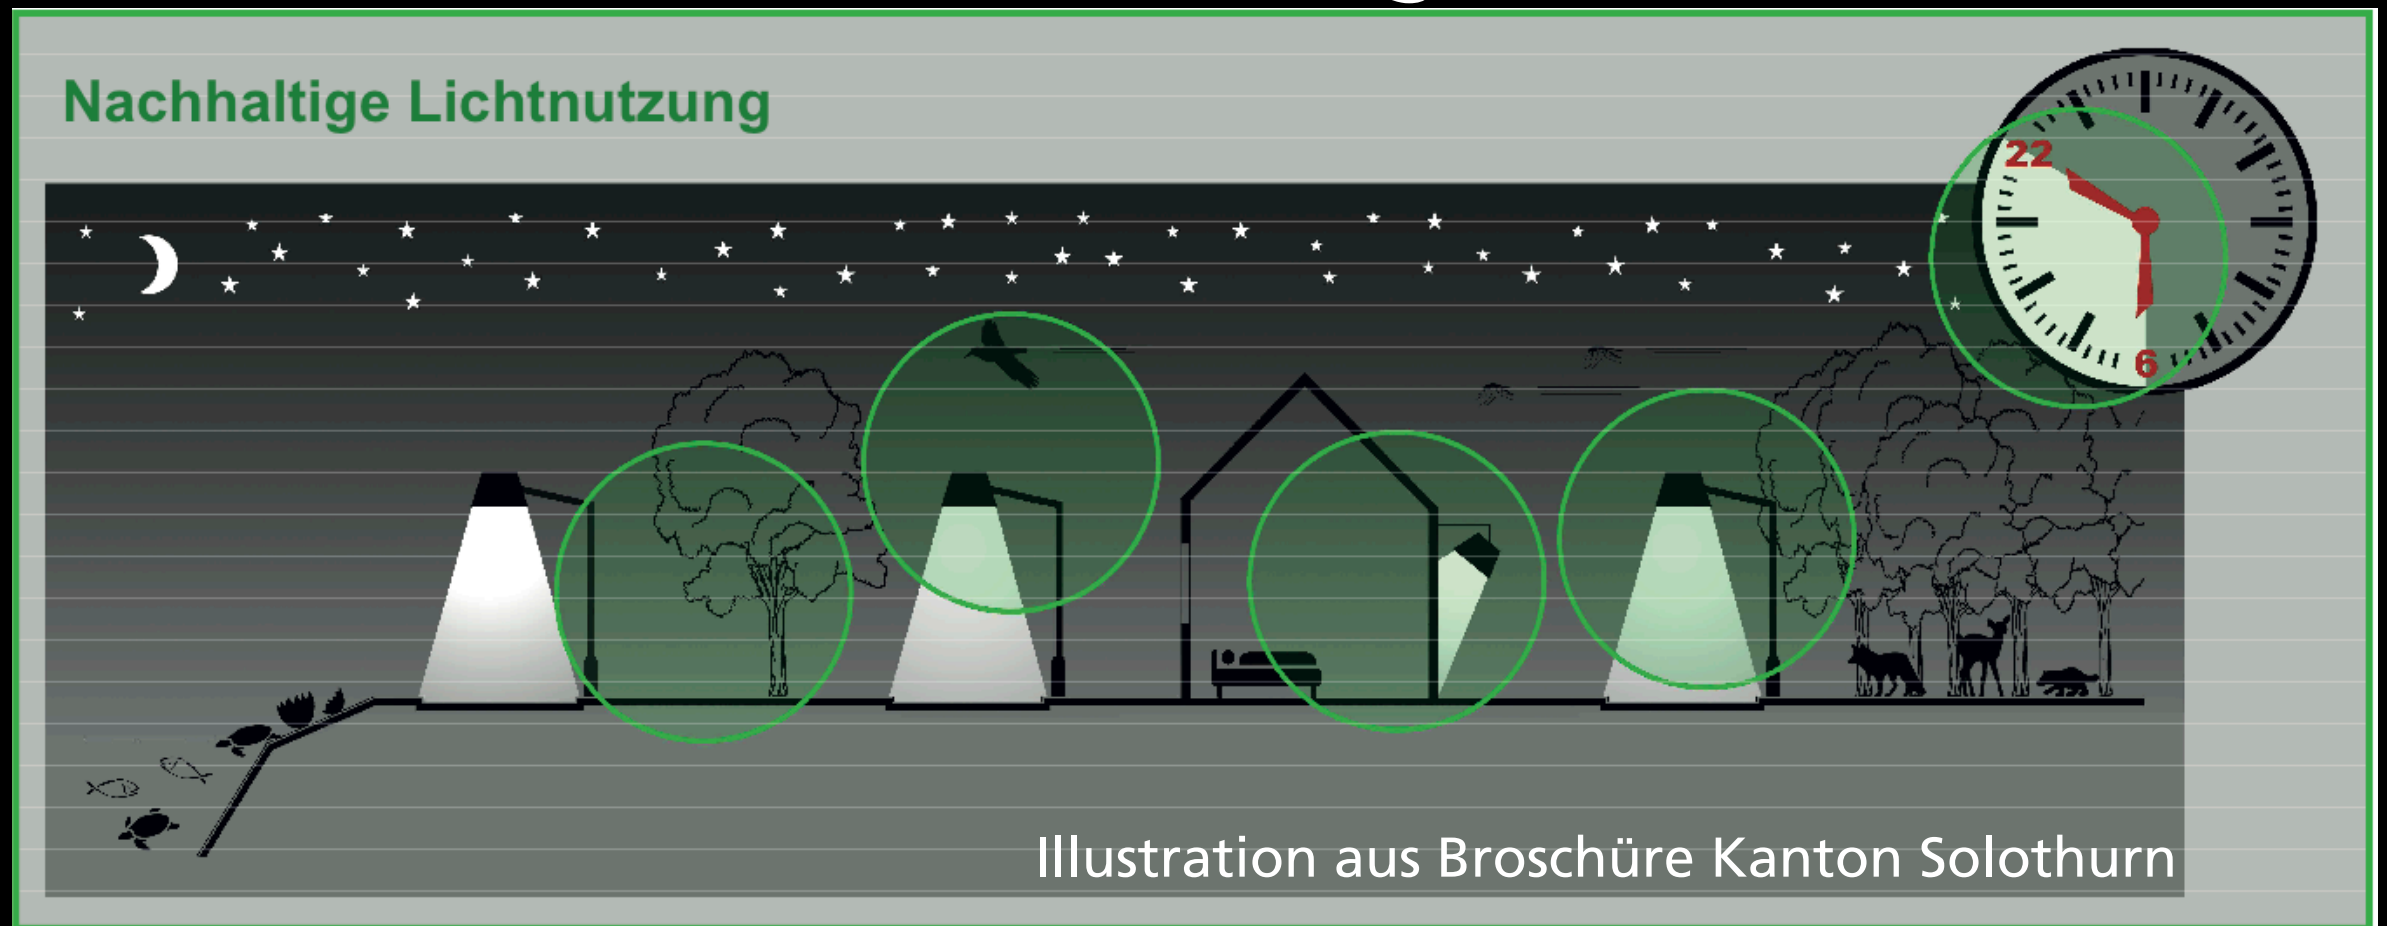 Nachhaltige Lichtnutzung
22
6
Illustration aus Broschüre Kanton Solothurn